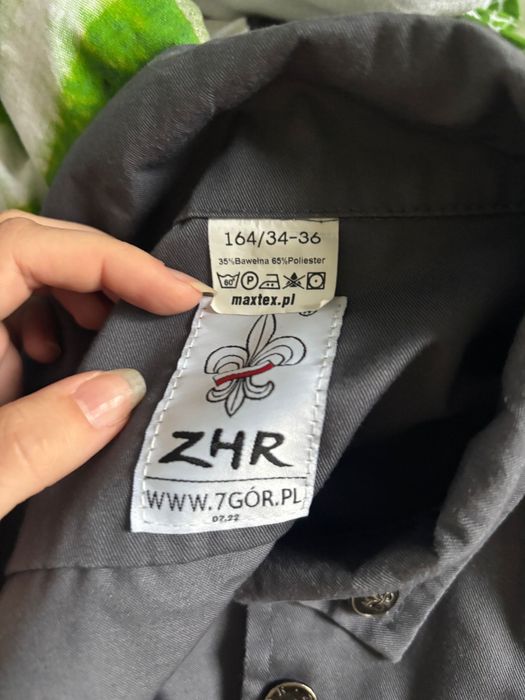 164/34-36
35%Bawełna 65%Poliester
60 P
maxtex.pl
®
ZHR
WWW.7GÓR.PL
07.22